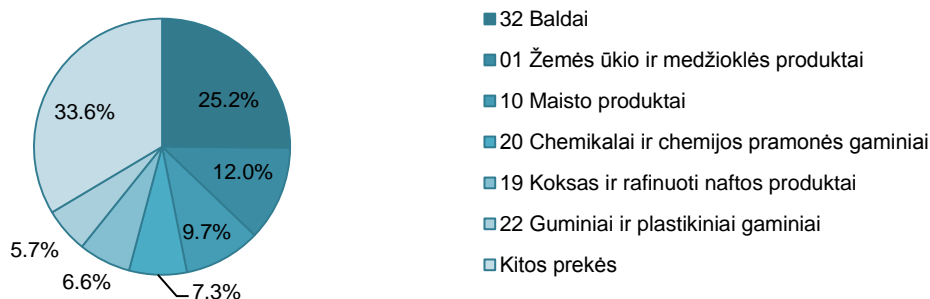 32 Baldai
01 Žemės ūkio ir medžioklės produktai
10 Maisto produktai
20 Chemikalai ir chemijos pramonės gaminiai
19 Koksas ir rafinuoti naftos produktai
22 Guminiai ir plastikiniai gaminiai
Kitos prekės
25.2%
12.0%
9.7%
7.3%
6.6%
5.7%
33.6%